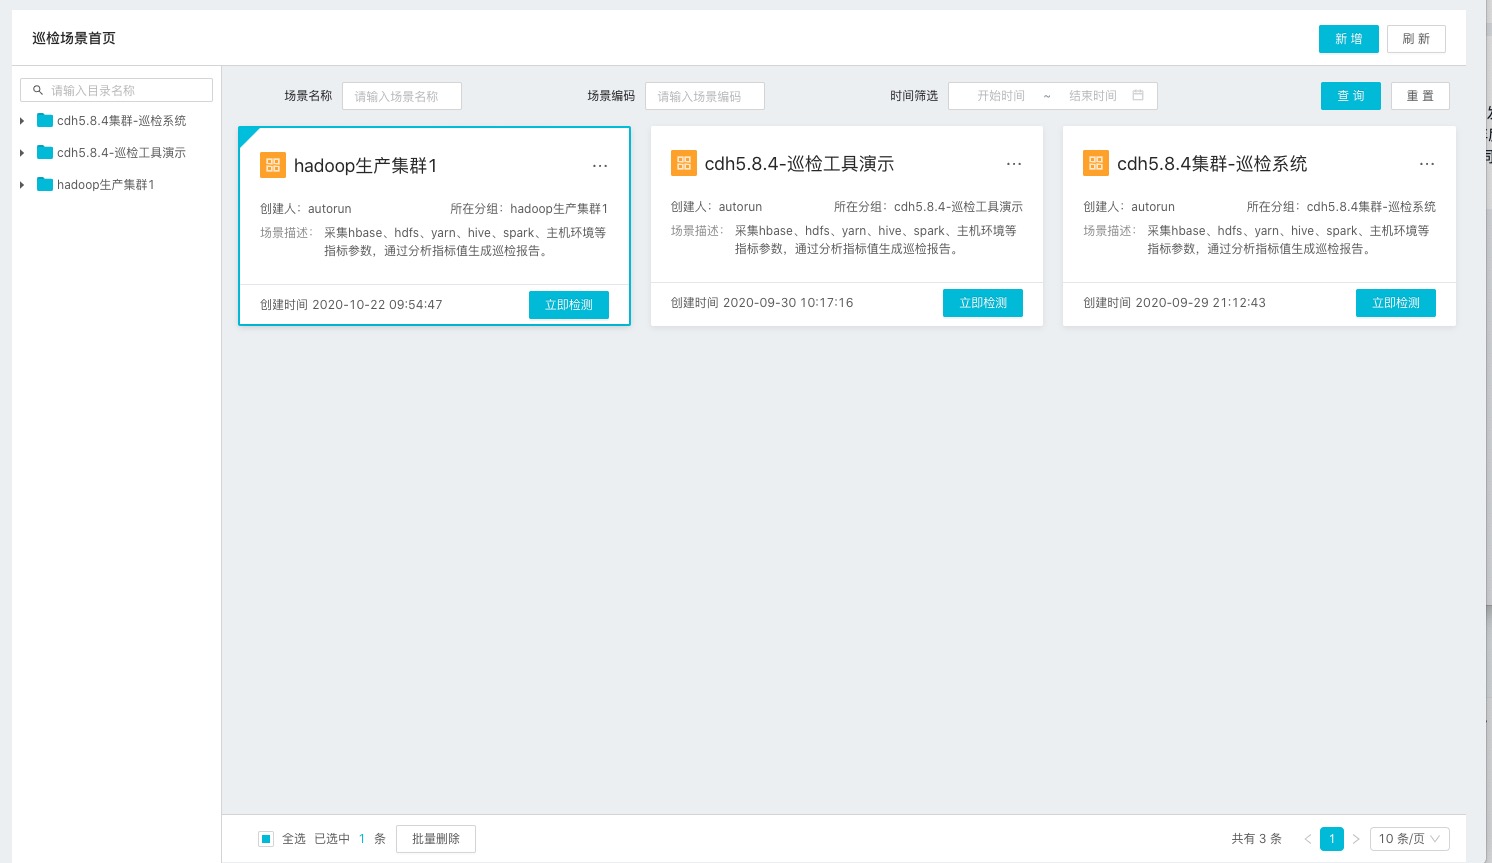 巡检场景首页
新 增
刷 新
请输入目录名称
cdh5.8.4集群-巡检系统
cdh5.8.4-巡检工具演示
hadoop生产集群1
场景名称
请输入场景名称
场景编码
请输入场景编码
时间筛选
开始时间 ~ 结束时间
查 询
重 置
hadoop生产集群1
···
创建人：autorun
所在分组：hadoop生产集群1
场景描述：采集hbase、hdfs、yarn、hive、spark、主机环境等
指标参数，通过分析指标值生成巡检报告。
创建时间 2020-10-22 09:54:47
立即检测
cdh5.8.4-巡检工具演示
···
创建人：autorun
所在分组：cdh5.8.4-巡检工具演示
场景描述：采集hbase、hdfs、yarn、hive、spark、主机环境等
指标参数，通过分析指标值生成巡检报告。
创建时间 2020-09-30 10:17:16
立即检测
cdh5.8.4集群-巡检系统
···
创建人：autorun
所在分组：cdh5.8.4集群-巡检系统
场景描述：采集hbase、hdfs、yarn、hive、spark、主机环境等
指标参数，通过分析指标值生成巡检报告。
创建时间 2020-09-29 21:12:43
立即检测
全选 已选中 1 条
批量删除
共有 3 条
< 1 >
10 条/页